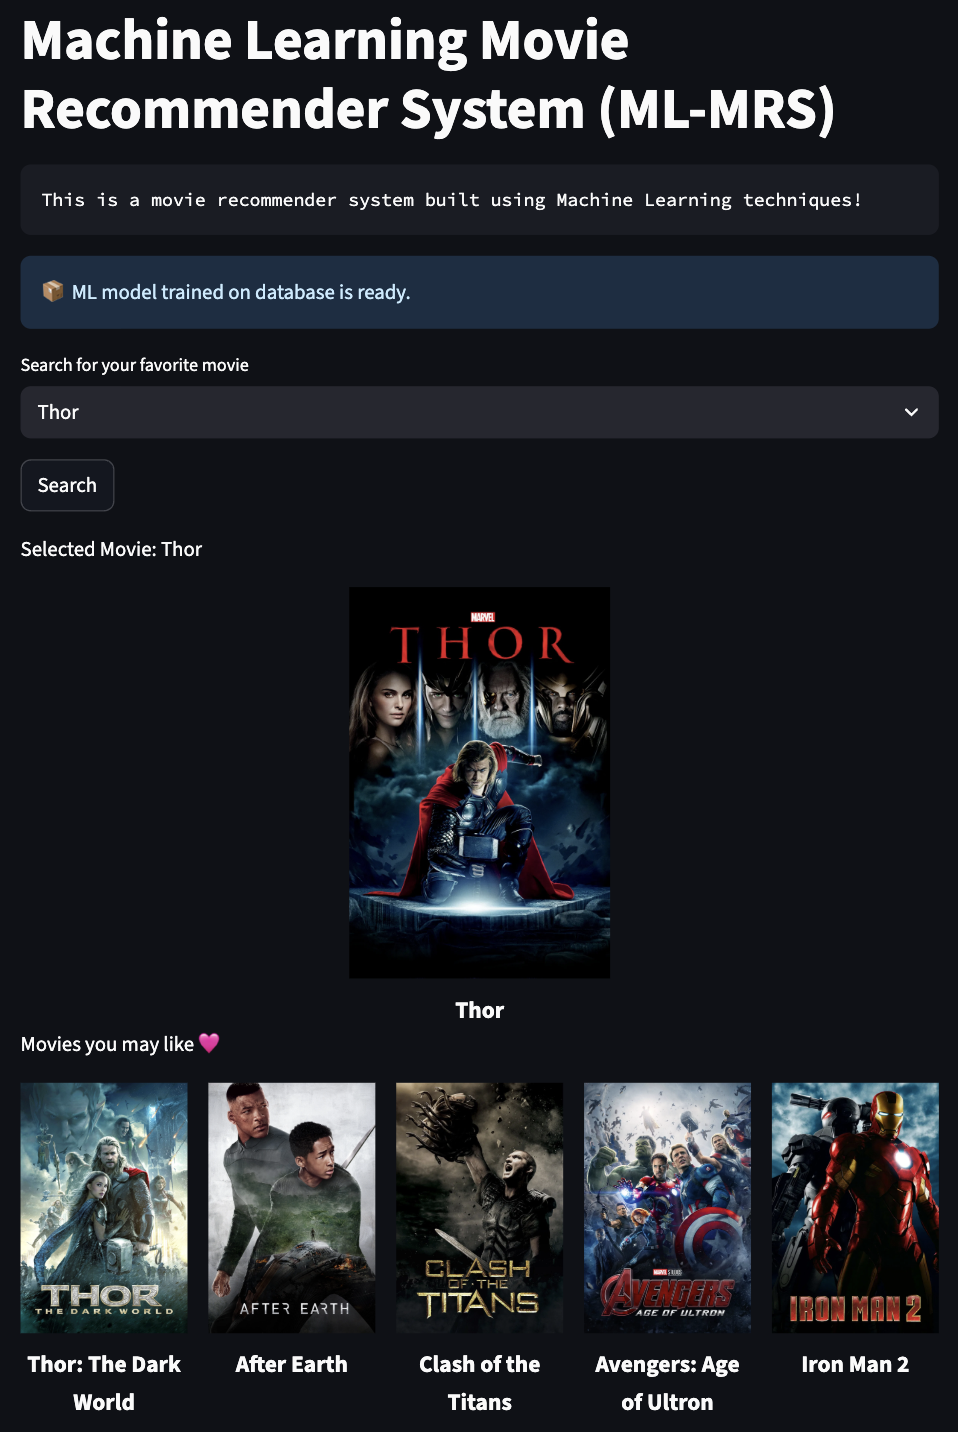 Machine Learning Movie
Recommender System (ML-MRS)
This is a movie recommender system built using Machine Learning techniques!
📦 ML model trained on database is ready.
Search for your favorite movie
Thor
Search
Selected Movie: Thor
MARVEL
THOR
Thor
Movies you may like 💗
THOR
THE DARK WORLD
AFTER EARTH
CLASH
OF THE
TITANS
MARVEL STUDIOS
AVENGERS
AGE OF ULTRON
IRON MAN 2
Thor: The Dark
World
After Earth
Clash of the
Titans
Avengers: Age
of Ultron
Iron Man 2